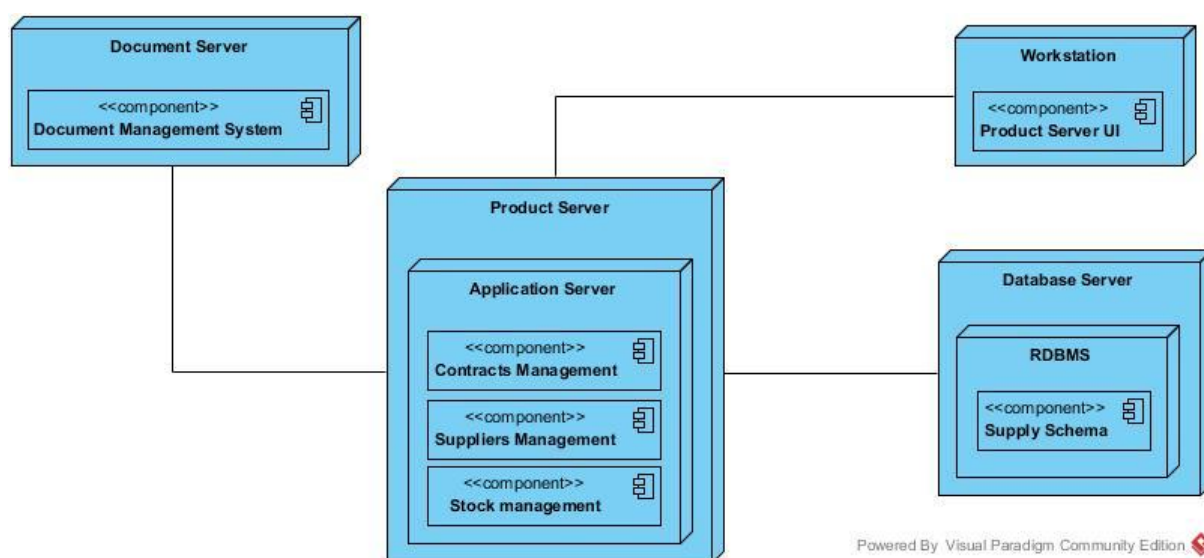 Document Server
<<component>>
Document Management System
Workstation
<<component>>
Product Server UI
Product Server
Application Server
<<component>>
Contracts Management
<<component>>
Suppliers Management
<<component>>
Stock management
Database Server
RDBMS
<<component>>
Supply Schema
Powered By Visual Paradigm Community Edition